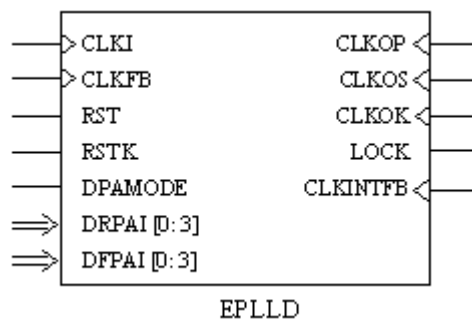 CLKI CLKOP
CLKFB CLKOS
RST CLKOK
RSTK LOCK
DPAMODE CLKINTFB
DRPAI [0:3]
DFPAI [0:3]
EPLLD